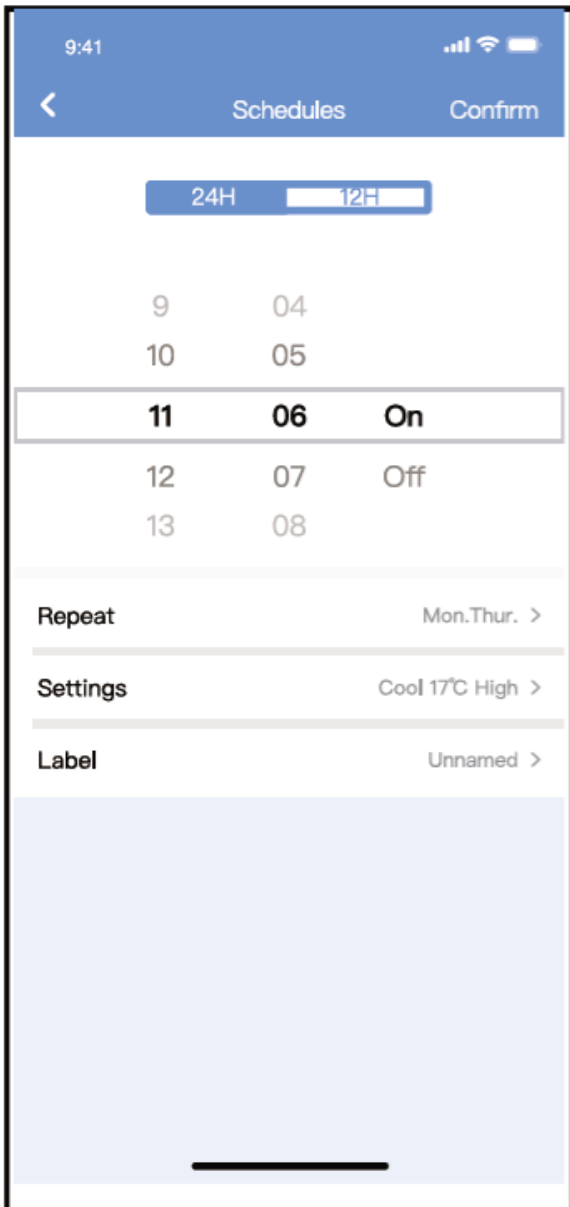 9:41
Schedules Confirm
24H 12H
9 04
10 05
11 06 On
12 07 Off
13 08
Repeat Mon.Thur. >
Settings Cool 17℃ High >
Label Unnamed >